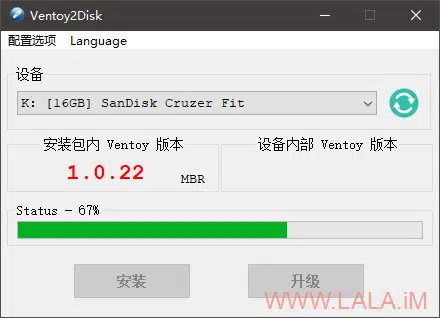 Ventoy2Disk
配置选项 Language
设备
K: [16GB] SanDisk Cruzer Fit
安装包内 Ventoy 版本
设备内部 Ventoy 版本
1.0.22 MBR
Status - 67%
安装 升级
WWW.LALA.iM